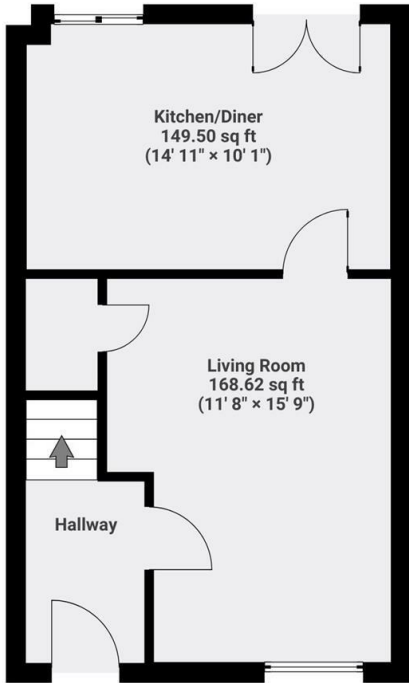 Kitchen/Diner
149.50 sq ft
(14' 11" × 10' 1")
Living Room
168.62 sq ft
(11' 8" × 15' 9")
Hallway